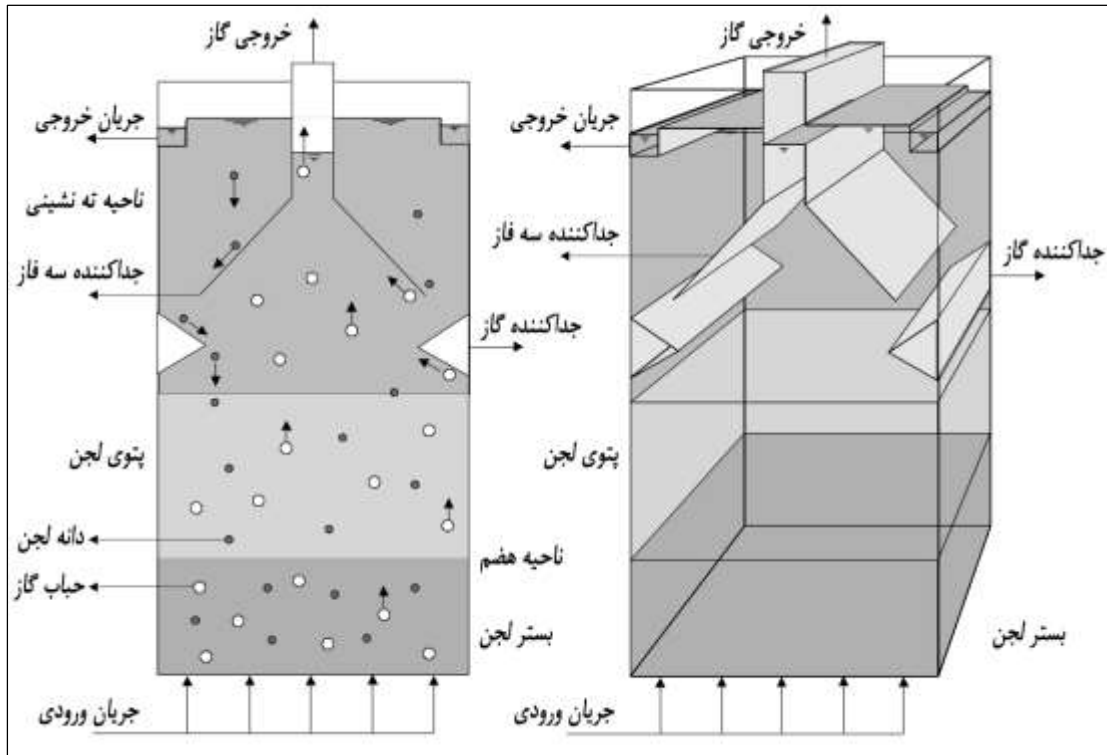 خروجی گاز
خروجی گاز
جریان خروجی
جریان خروجی
ناحیه ته نشینی
جداکننده سه فاز
جداکننده سه فاز
جداکننده گاز
جداکننده گاز
پتوی لجن
پتوی لجن
دانه لجن
ناحیه هضم
حباب گاز
بستر لجن
بستر لجن
جریان ورودی
جریان ورودی